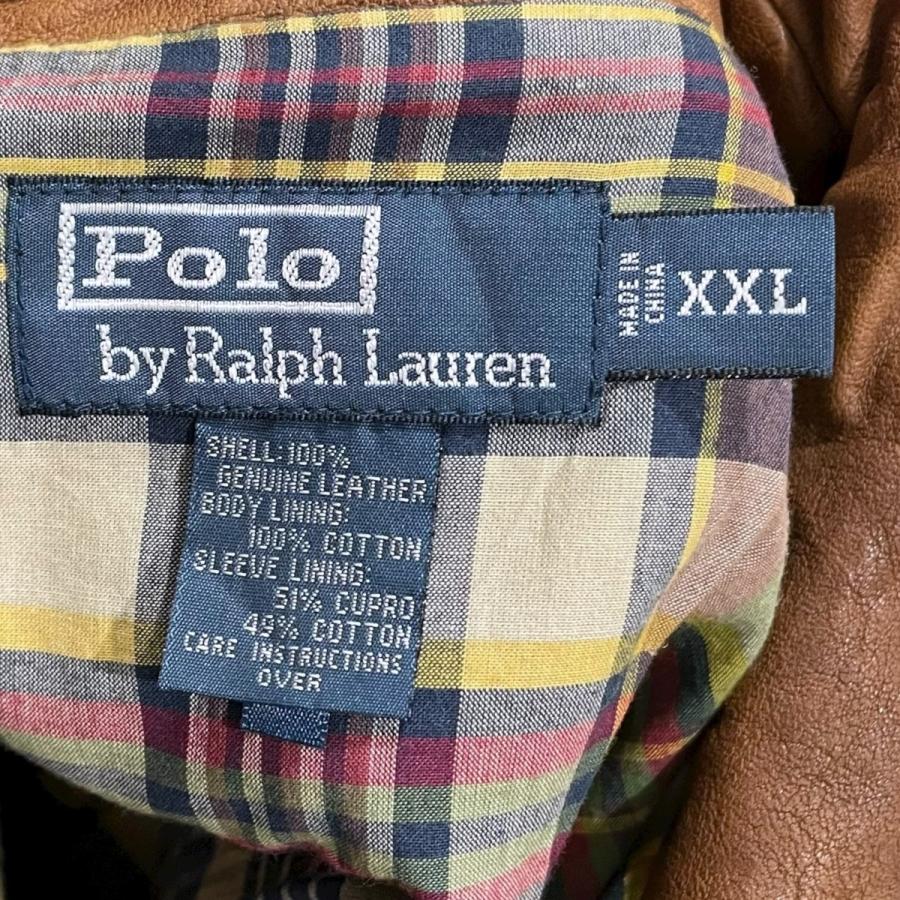 Polo
by Ralph Lauren
MADE IN
CHINA
XXL
SHELL:100%
GENUINE LEATHER
BODY LINING:
100% COTTON
SLEEVE LINING:
51% CUPRO
49% COTTON
CARE INSTRUCTIONS
OVER